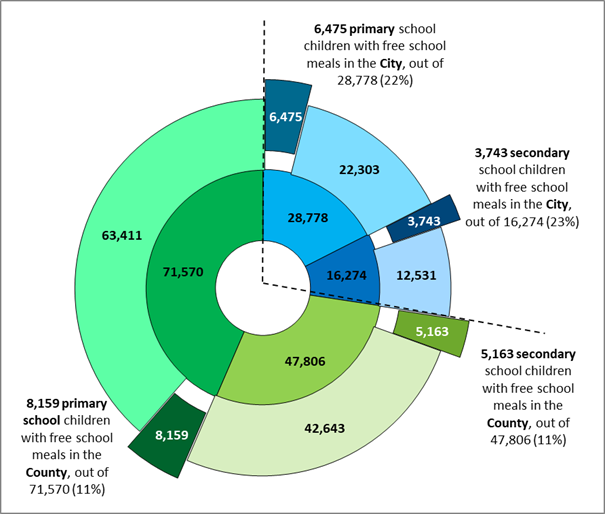 6,475 primary school
children with free school
meals in the City, out of
28,778 (22%)
6,475
22,303
3,743 secondary
school children
with free school
meals in the City,
out of 16,274 (23%)
3,743
28,778
63,411
71,570
16,274
12,531
5,163
47,806
5,163 secondary
school children
with free school
meals in the
County, out of
47,806 (11%)
8,159 primary
school children
with free school
meals in the
County, out of
71,570 (11%)
8,159
42,643